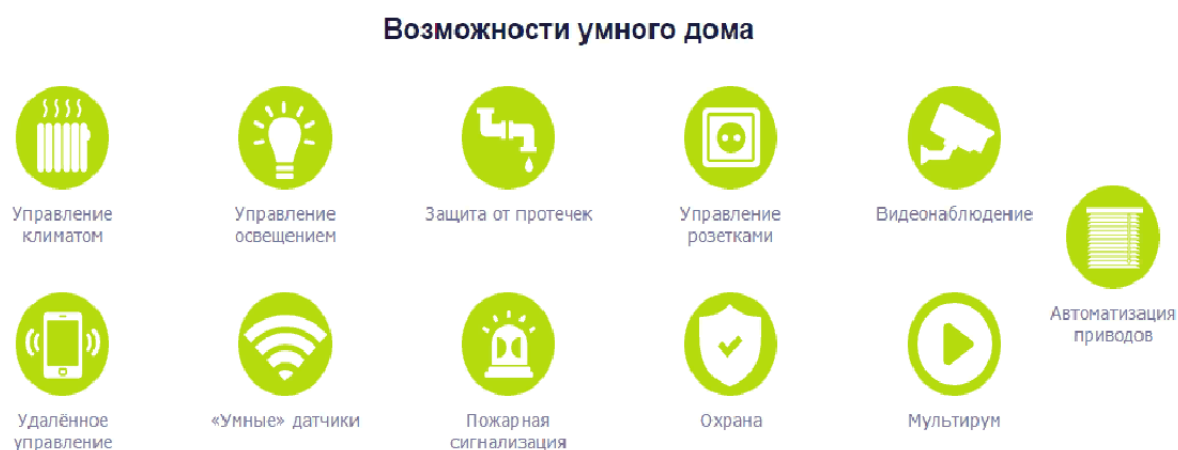 Возможности умного дома
Управление
климатом
Управление
освещением
Защита от протечек
Управление
розетками
Видеонаблюдение
Автоматизация
приводов
Удалённое
управление
«Умные» датчики
Пожарная
сигнализация
Охрана
Мультирум